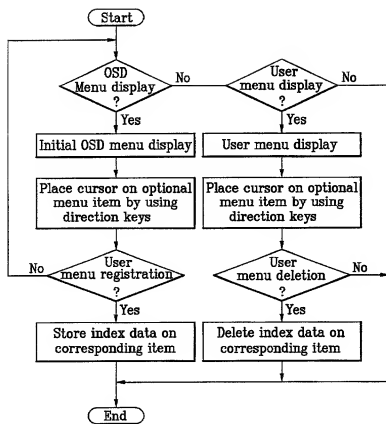 Start
OSD
Menu display
?
No
User
menu display
?
No
Yes
Yes
Initial OSD menu display
User menu display
Place cursor on optional
menu item by using
direction keys
Place cursor on optional
menu item by using
direction keys
No
User
menu registration
?
User
menu deletion
?
No
Yes
Yes
Store index data on
corresponding item
Delete index data on
corresponding item
End